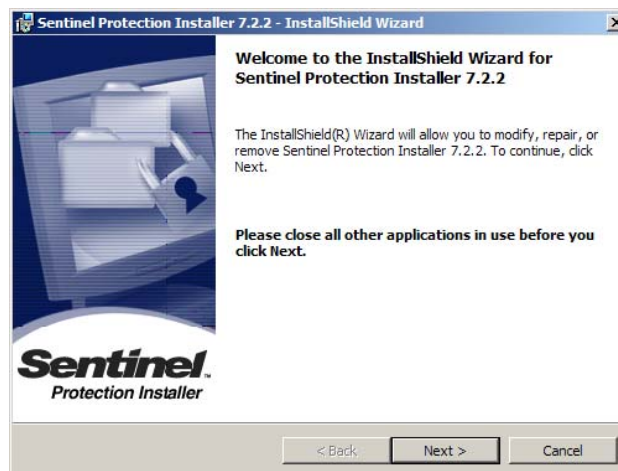 Sentinel Protection Installer 7.2.2 - InstallShield Wizard
Welcome to the InstallShield Wizard for
Sentinel Protection Installer 7.2.2
The InstallShield(R) Wizard will allow you to modify, repair, or
remove Sentinel Protection Installer 7.2.2. To continue, click
Next.
Please close all other applications in use before you
click Next.
Sentinel
Protection Installer
< Back
Next >
Cancel